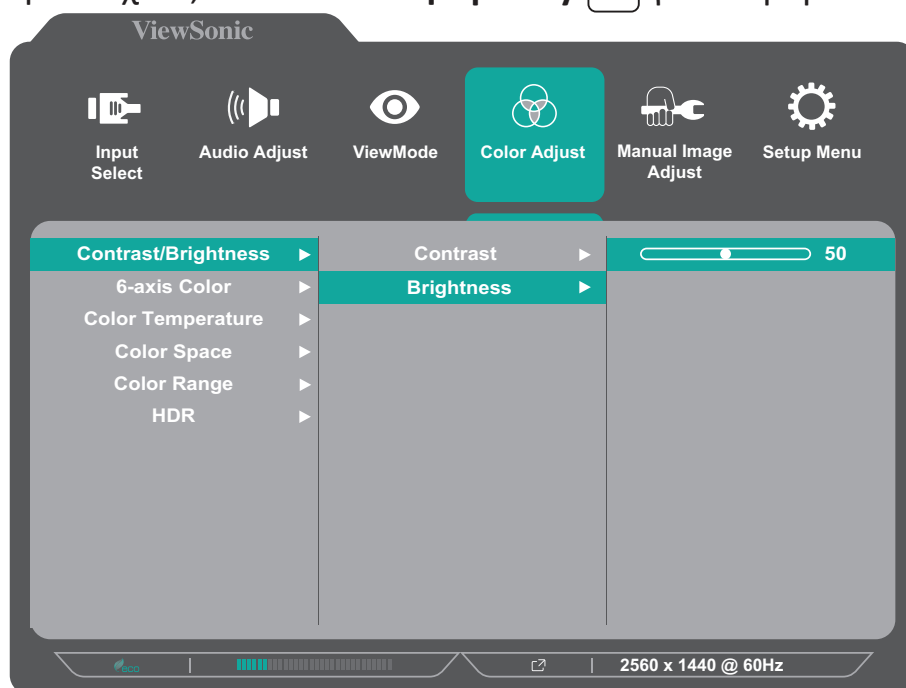 ViewSonic
Input Select
Audio Adjust
ViewMode
Color Adjust
Manual Image Adjust
Setup Menu
Contrast/Brightness
Contrast
50
6-axis Color
Brightness
Color Temperature
Color Space
Color Range
HDR
eco
2560 x 1440 @ 60Hz